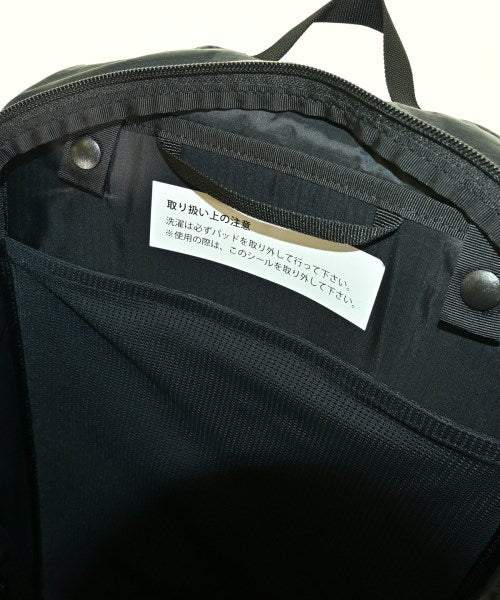 取り扱い上の注意
洗濯は必ずパッドを取り外して行って下さい。
※使用の際は、このシールを取り外して下さい。